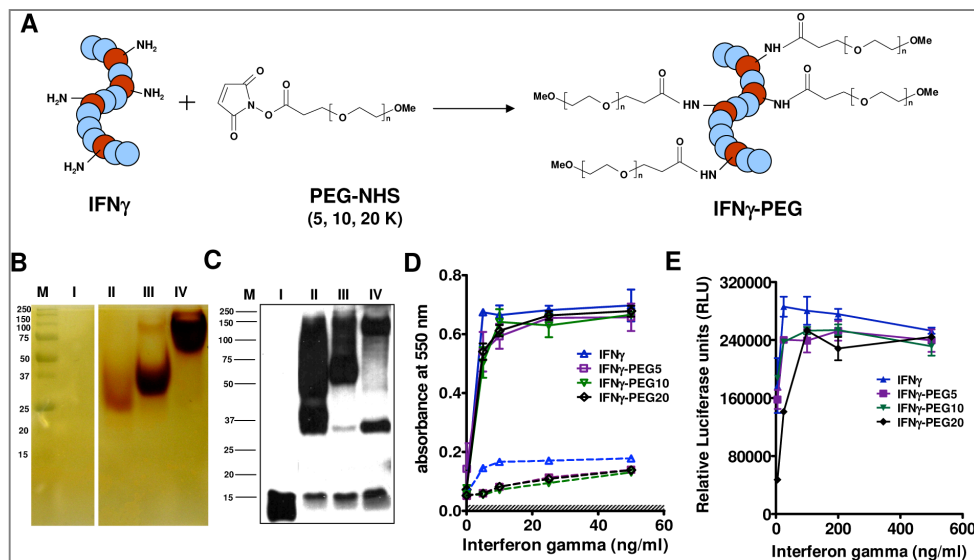 A
NH₂
H₂N
NH₂
H₂N
IFNγ
+
O
N
O
O
O
O
n
OMe
PEG-NHS
(5, 10, 20 K)
O
NH
O
n
OMe
MeO
O
n
O
HN
O
NH
O
n
OMe
MeO
O
n
O
HN
IFNγ-PEG
B
M I II III IV
250
150
100
75
50
37
25
20
15
C
M I II III IV
250
150
100
75
50
37
25
20
15
D
absorbance at 550 nm
0.8
0.6
0.4
0.2
0.0
0 20 40 60
Interferon gamma (ng/ml)
IFNγ
IFNγ-PEG5
IFNγ-PEG10
IFNγ-PEG20
E
Relative Luciferase units (RLU)
320000
240000
160000
80000
0
0 200 400 600
Interferon gamma (ng/ml)
IFNγ
IFNγ-PEG5
IFNγ-PEG10
IFNγ-PEG20